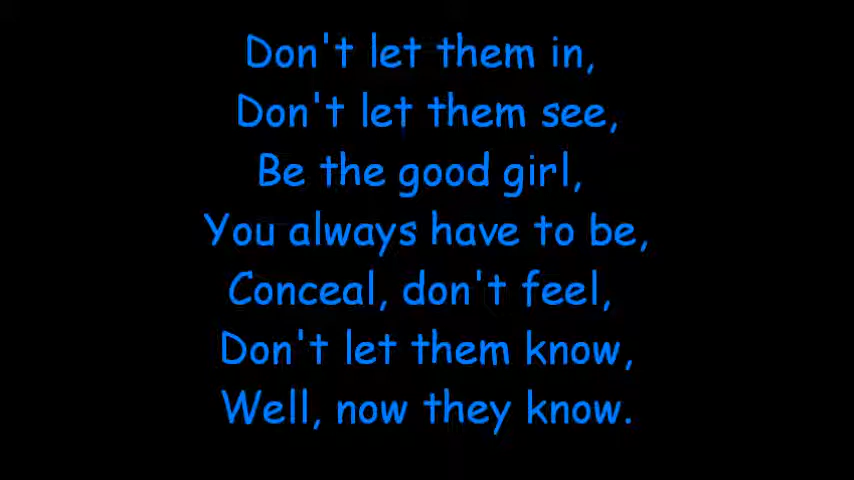 Don't let them in,
Don't let them see,
Be the good girl,
You always have to be,
Conceal, don't feel,
Don't let them know,
Well, now they know.